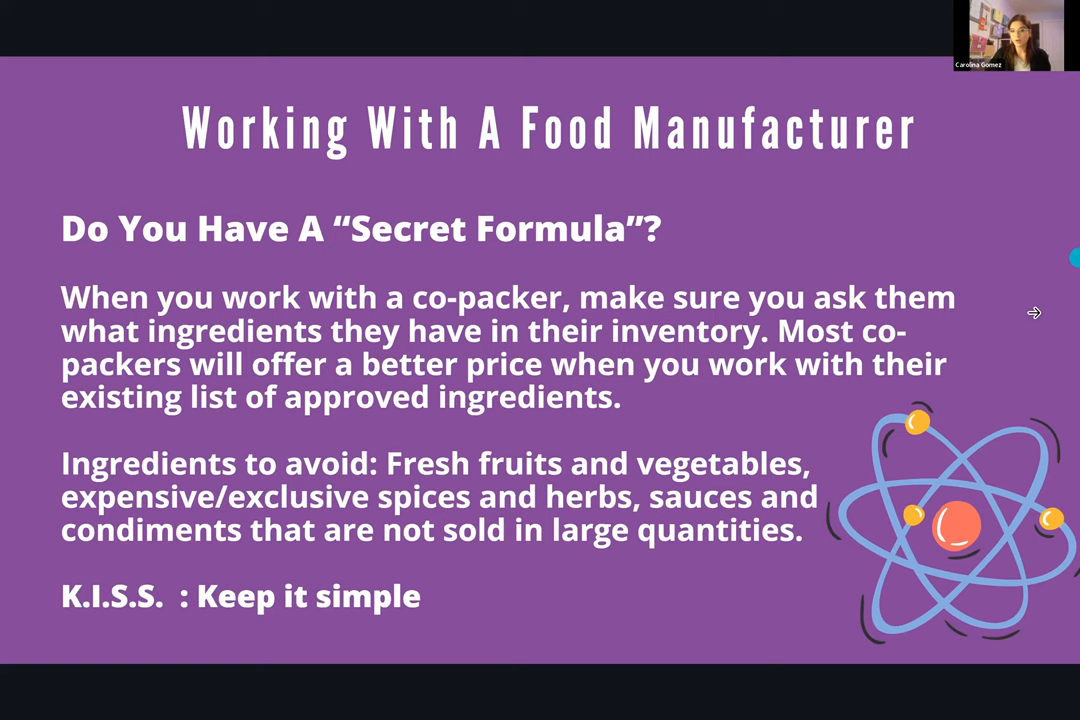 Carolina Gomez
Working With A Food Manufacturer
Do You Have A “Secret Formula”?
When you work with a co-packer, make sure you ask them
what ingredients they have in their inventory. Most co-
packers will offer a better price when you work with their
existing list of approved ingredients.
Ingredients to avoid: Fresh fruits and vegetables,
expensive/exclusive spices and herbs, sauces and
condiments that are not sold in large quantities.
K.I.S.S.  : Keep it simple